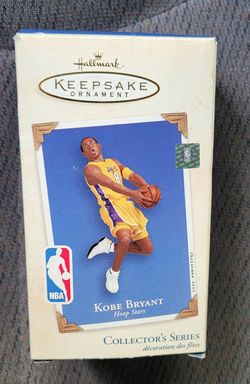 Hallmark
KEEPSAKE
ORNAMENT
NBA
KOBE BRYANT
Hoop Stars
COLLECTOR'S SERIES
décoration des fêtes